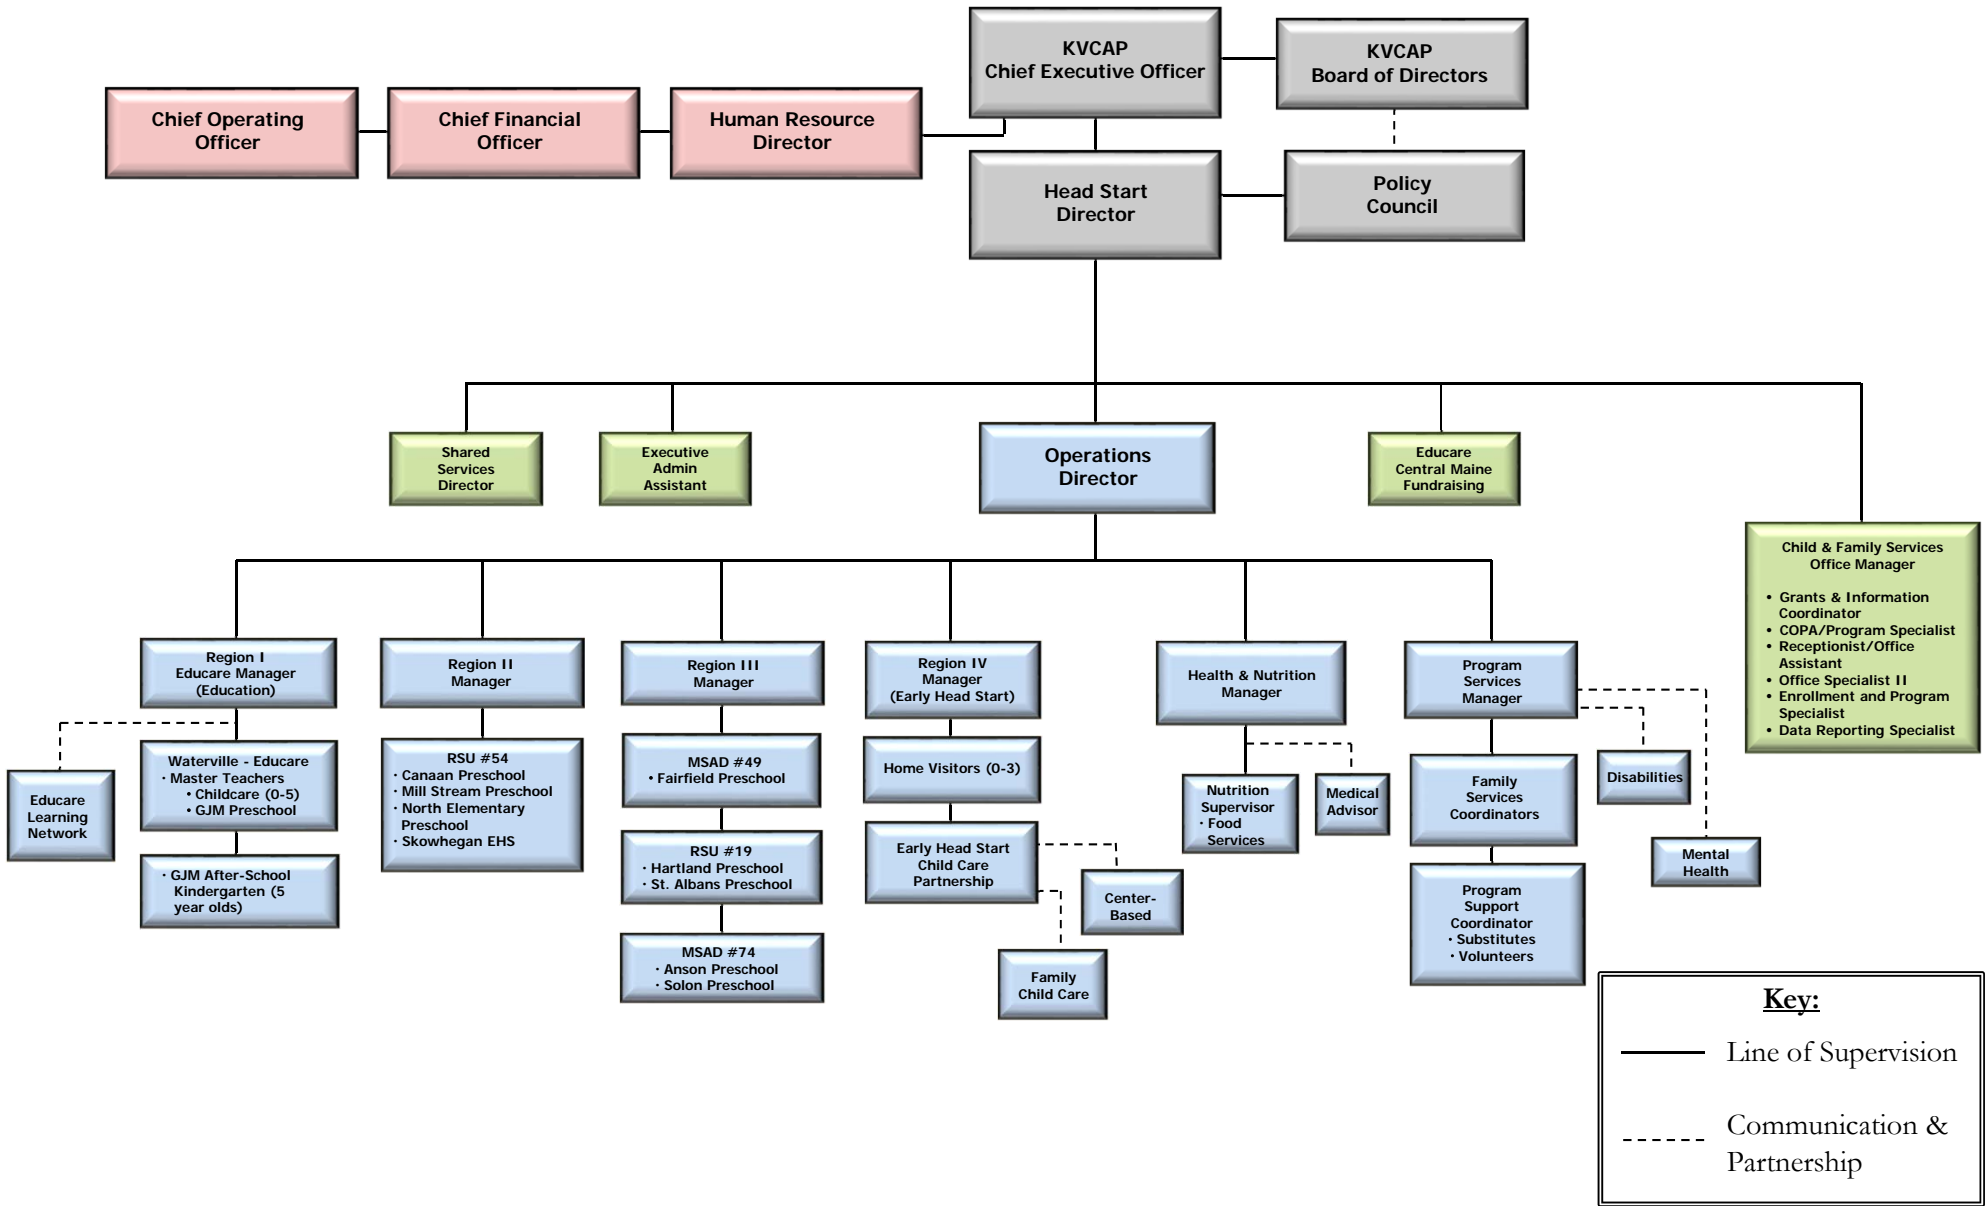 KVCAP
Chief Executive Officer
KVCAP
Board of Directors
Chief Operating
Officer
Chief Financial
Officer
Human Resource
Director
Head Start
Director
Policy
Council
Shared
Services
Director
Executive
Admin
Assistant
Operations
Director
Educare
Central Maine
Fundraising
Child & Family Services
Office Manager
• Grants & Information
Coordinator
• COPA/Program Specialist
• Receptionist/Office
Assistant
• Office Specialist II
• Enrollment and Program
Specialist
• Data Reporting Specialist
Region I
Educare Manager
(Education)
Region II
Manager
Region III
Manager
Region IV
Manager
(Early Head Start)
Health & Nutrition
Manager
Program
Services
Manager
Educare
Learning
Network
Waterville - Educare
· Master Teachers
• Childcare (0-5)
• GJM Preschool
· GJM After-School
Kindergarten (5
year olds)
RSU #54
· Canaan Preschool
· Mill Stream Preschool
· North Elementary
Preschool
· Skowhegan EHS
MSAD #49
• Fairfield Preschool
RSU #19
· Hartland Preschool
· St. Albans Preschool
MSAD #74
· Anson Preschool
· Solon Preschool
Home Visitors (0-3)
Early Head Start
Child Care
Partnership
Center-
Based
Family
Child Care
Nutrition
Supervisor
· Food
Services
Medical
Advisor
Family
Services
Coordinators
Program
Support
Coordinator
· Substitutes
· Volunteers
Disabilities
Mental
Health
Key:
Line of Supervision
Communication &
Partnership